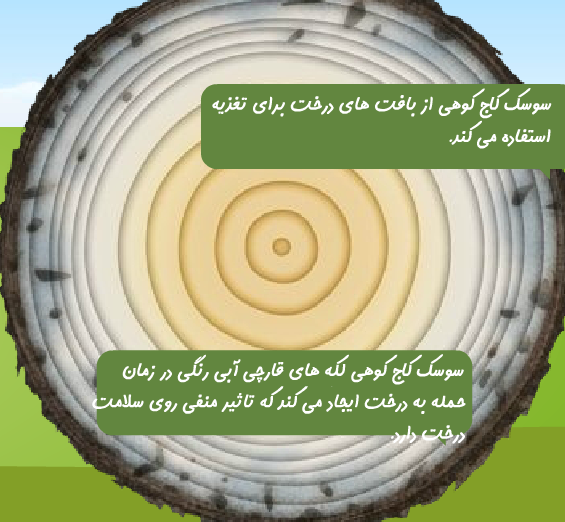 سوسک کاج کوهی از بافت های درخت برای تغزیه
استفاده می کند.
سوسک کاج کوهی لکه های قارچی آبی رنگی در زمان
حمله به درخت ایجاد می کند که تاثیر منفی روی سلامت
درخت دارد.